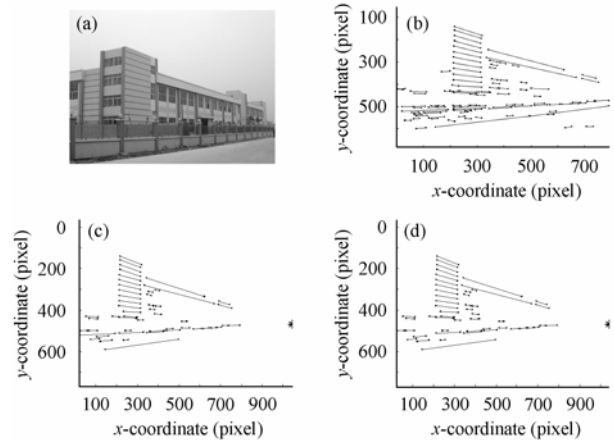 (a)
(b)
100
300
500
y-coordinate (pixel)
100 300 500 700
x-coordinate (pixel)
(c)
0
200
400
600
y-coordinate (pixel)
100 300 500 700 900
x-coordinate (pixel)
(d)
0
200
400
600
y-coordinate (pixel)
100 300 500 700 900
x-coordinate (pixel)